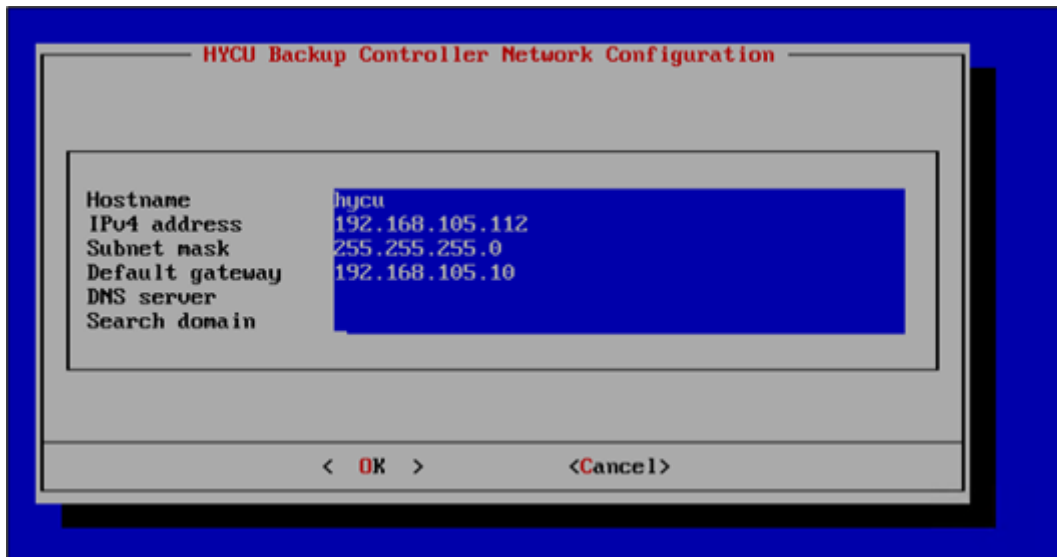 HYCU Backup Controller Network Configuration
Hostname hycu
IPv4 address 192.168.105.112
Subnet mask 255.255.255.0
Default gateway 192.168.105.10
DNS server
Search domain
< OK > <Cancel>